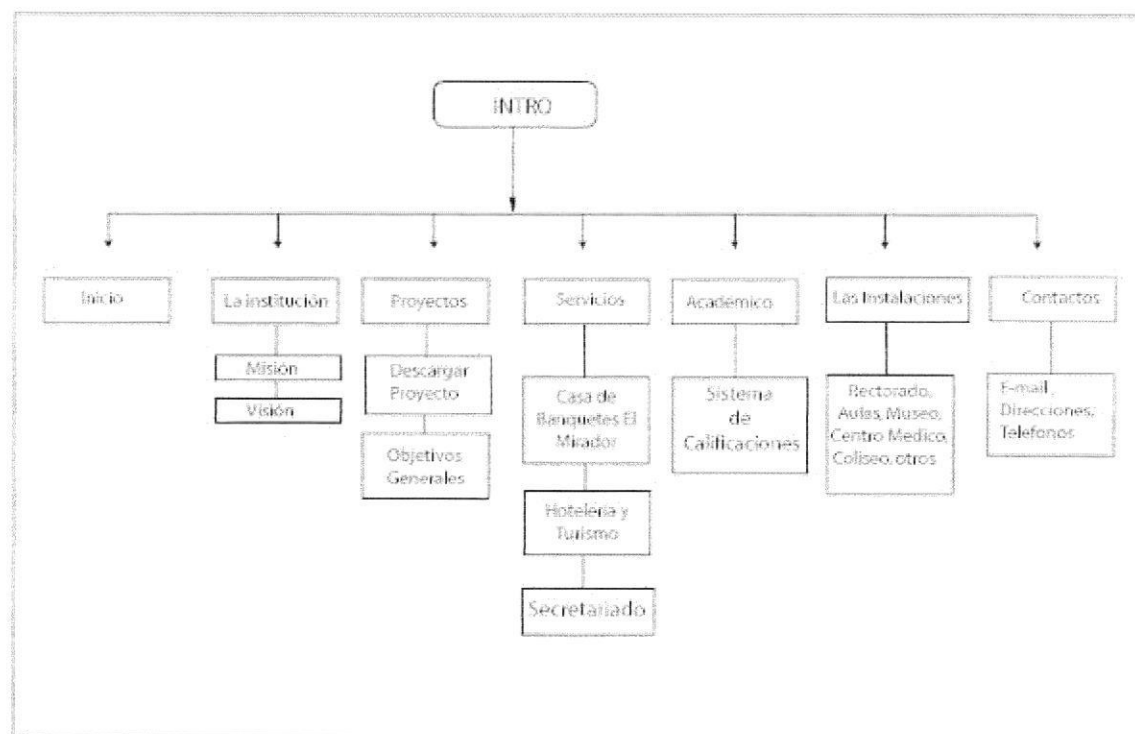 INTRO
Inicio
La institución
Proyectos
Servicios
Académico
Las Instalaciones
Contactos
Misión
Visión
Descargar
Proyecto
Objetivos
Generales
Casa de
Banquetes El
Mirador
Hoteleria y
Turismo
Secretariado
Sistema
de
Calificaciones
Rectorado,
Aulas, Museo,
Centro Medico,
Coliseo, otros
E-mail,
Direcciones,
Telefonos